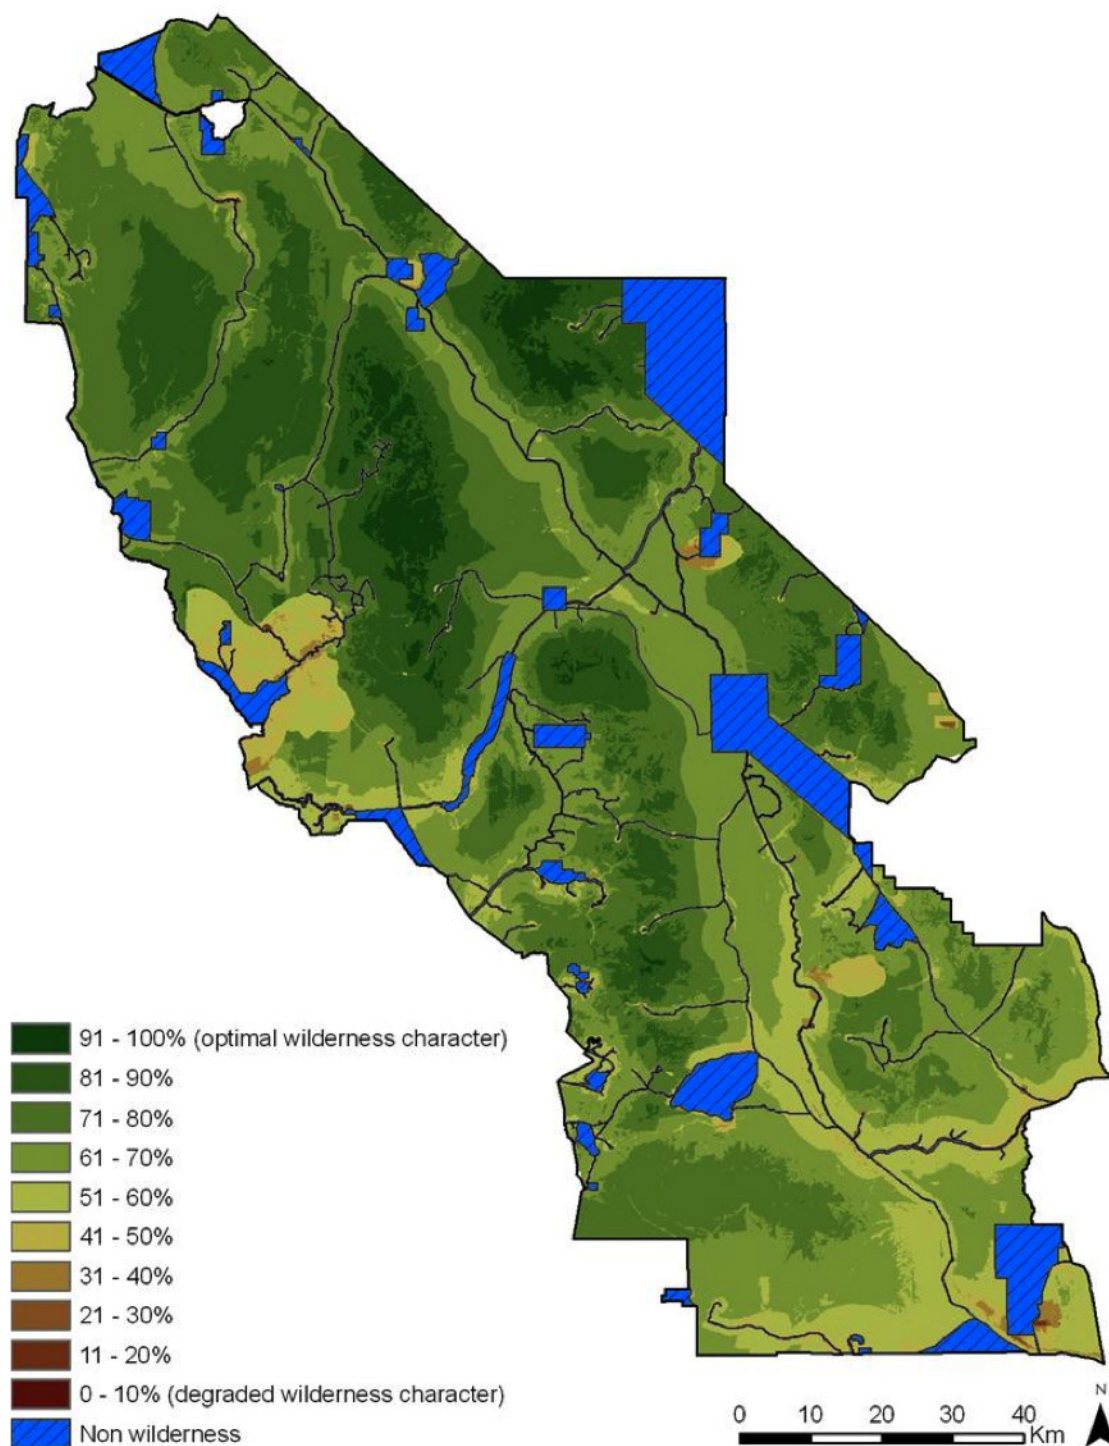 91 - 100% (optimal wilderness character)
81 - 90%
71 - 80%
61 - 70%
51 - 60%
41 - 50%
31 - 40%
21 - 30%
11 - 20%
0 - 10% (degraded wilderness character)
Non wilderness
0 10 20 30 40
Km
N